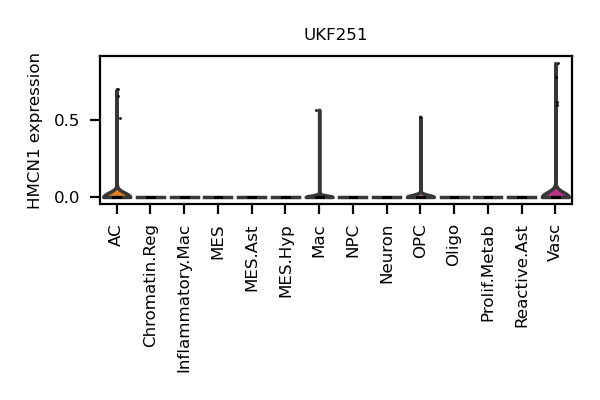 UKF251
HMCN1 expression
0.5
0.0
AC
Chromatin.Reg
Inflammatory.Mac
MES
MES.Ast
MES.Hyp
Mac
NPC
Neuron
OPC
Oligo
Prolif.Metab
Reactive.Ast
Vasc